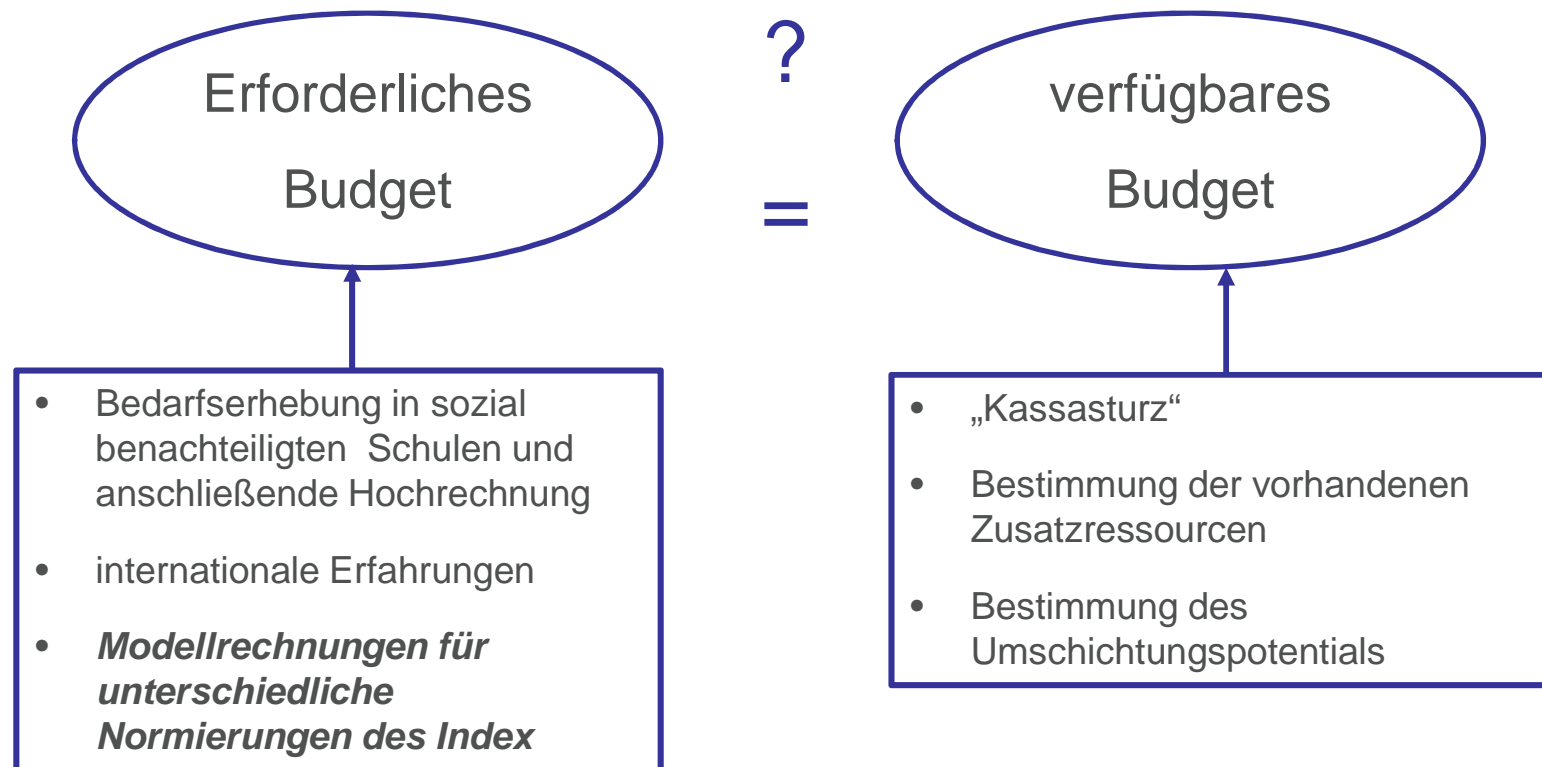 Erforderliches
Budget
?
=
verfügbares
Budget
• Bedarfserhebung in sozial
benachteiligten Schulen und
anschließende Hochrechnung
• internationale Erfahrungen
• Modellrechnungen für
unterschiedliche
Normierungen des Index
• „Kassasturz“
• Bestimmung der vorhandenen
Zusatzressourcen
• Bestimmung des
Umschichtungspotentials